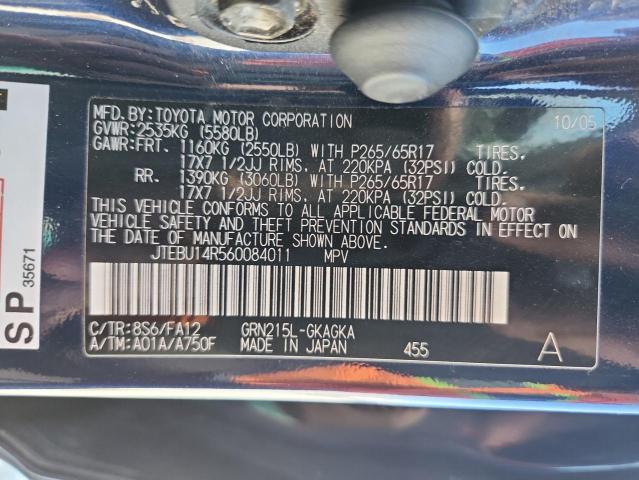 MFD.BY:TOYOTA MOTOR CORPORATION 10/05
GVWR:2535KG (5580LB)
GAWR:FRT. 1160KG (2550LB) WITH P265/65R17 TIRES,
17X7 1/2JJ RIMS, AT 220KPA (32PSI) COLD.
RR. 1390KG (3060LB) WITH P265/65R17 TIRES,
17X7 1/2JJ RIMS, AT 220KPA (32PSI) COLD.
THIS VEHICLE CONFORMS TO ALL APPLICABLE FEDERAL MOTOR
VEHICLE SAFETY AND THEFT PREVENTION STANDARDS IN EFFECT ON
THE DATE OF MANUFACTURE SHOWN ABOVE.
JTEBU14R560084011 MPV
C/TR:8S6/FA12 GRN215L-GKAGKA
A/TM:A01A/A750F MADE IN JAPAN 455 A
SP 35671